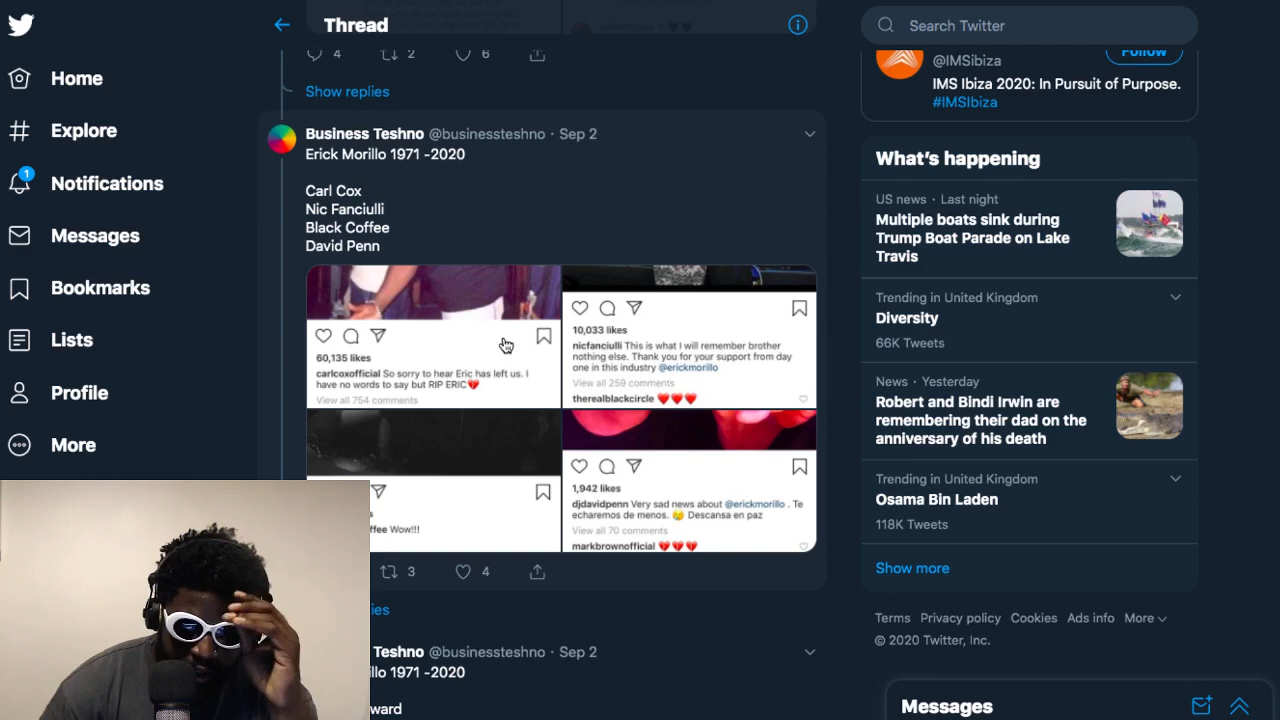 Thread
4
2
6
Show replies
Home
Explore
1
Notifications
Messages
Bookmarks
Lists
Profile
More
Business Teshno @businessteshno · Sep 2
Erick Morillo 1971 -2020
Carl Cox
Nic Fanciulli
Black Coffee
David Penn
60,135 likes
carlcoxofficial So sorry to hear Eric has left us. I
have no words to say but RIP ERIC💔
View all 754 comments
10,033 likes
nicfanciulli This is what I will remember brother
nothing else. Thank you for your support from day
one in this industry @erickmorillo
View all 259 comments
therealblackcircle ❤️❤️❤️
s
ffee Wow!!!
1,942 likes
djdavidpenn Very sad news about @erickmorillo . Te
echaremos de menos. 😢 Descansa en paz
View all 70 comments
markbrownofficial 💔💔💔
3
4
ies
Teshno @businessteshno · Sep 2
llo 1971 -2020
ward
Search Twitter
@IMSibiza
Follow
IMS Ibiza 2020: In Pursuit of Purpose.
#IMSIbiza
What's happening
US news · Last night
Multiple boats sink during
Trump Boat Parade on Lake
Travis
Trending in United Kingdom
Diversity
66K Tweets
News · Yesterday
Robert and Bindi Irwin are
remembering their dad on the
anniversary of his death
Trending in United Kingdom
Osama Bin Laden
118K Tweets
Show more
Terms Privacy policy Cookies Ads info More
© 2020 Twitter, Inc.
Messages